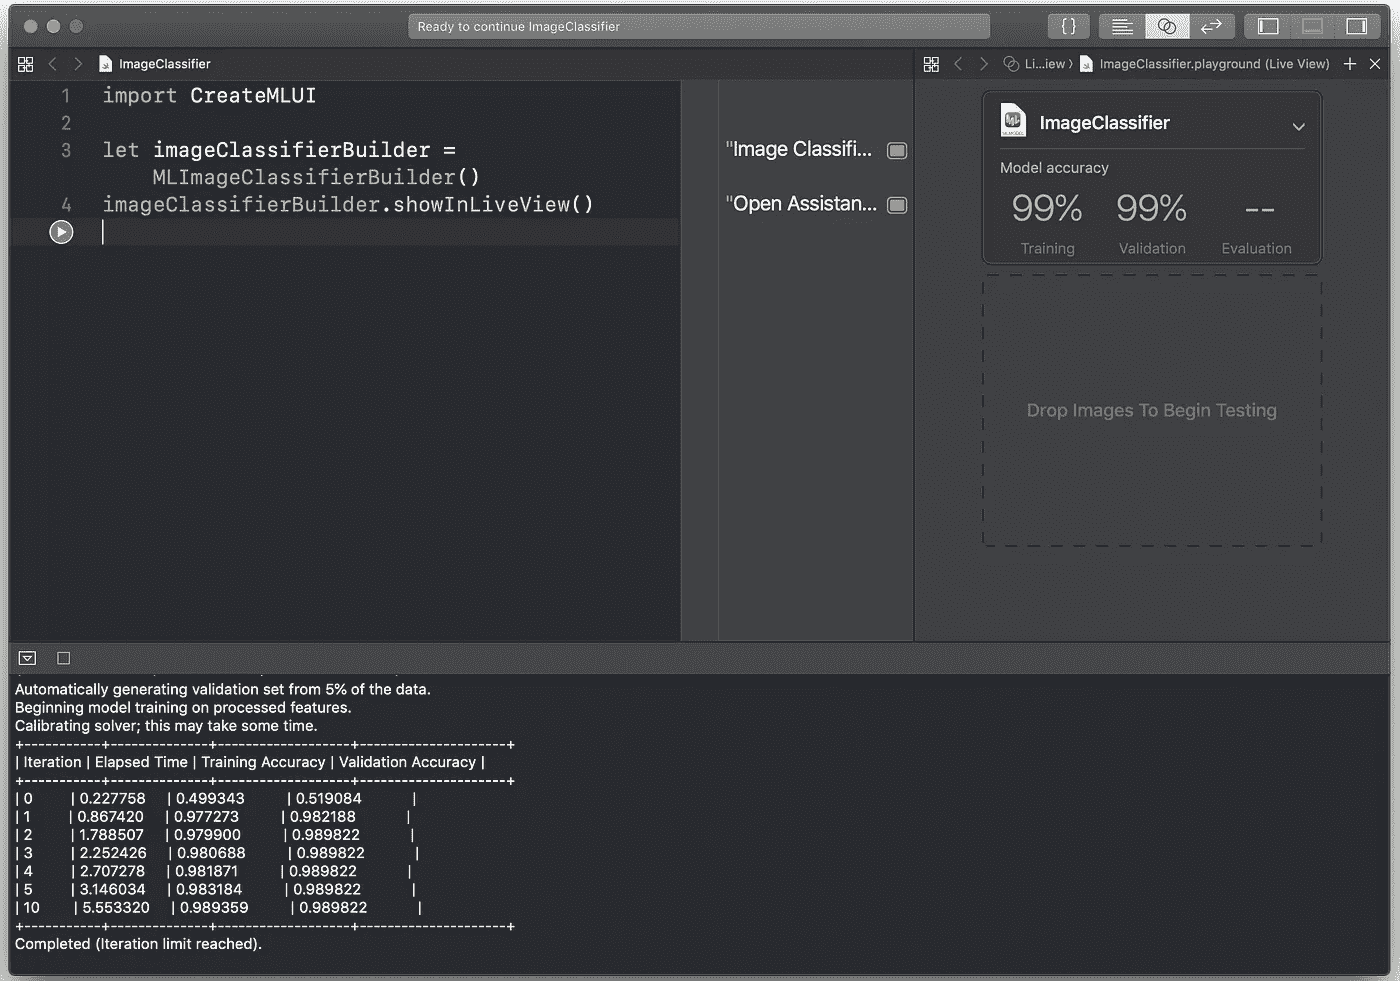 Ready to continue ImageClassifier
{}
ImageClassifier
Li...iew ⟩ ImageClassifier.playground (Live View)
1 import CreateMLUI
2
3 let imageClassifierBuilder =
MLImageClassifierBuilder()
4 imageClassifierBuilder.showInLiveView()
"Image Classifi...
"Open Assistan...
ImageClassifier
Model accuracy
99% 99% --
Training Validation Evaluation
Drop Images To Begin Testing
Automatically generating validation set from 5% of the data.
Beginning model training on processed features.
Calibrating solver; this may take some time.
+-----------+--------------+-------------------+---------------------+
| Iteration | Elapsed Time | Training Accuracy | Validation Accuracy |
+-----------+--------------+-------------------+---------------------+
| 0 | 0.227758 | 0.499343 | 0.519084 |
| 1 | 0.867420 | 0.977273 | 0.982188 |
| 2 | 1.788507 | 0.979900 | 0.989822 |
| 3 | 2.252426 | 0.980688 | 0.989822 |
| 4 | 2.707278 | 0.981871 | 0.989822 |
| 5 | 3.146034 | 0.983184 | 0.989822 |
| 10 | 5.553320 | 0.989359 | 0.989822 |
+-----------+--------------+-------------------+---------------------+
Completed (Iteration limit reached).